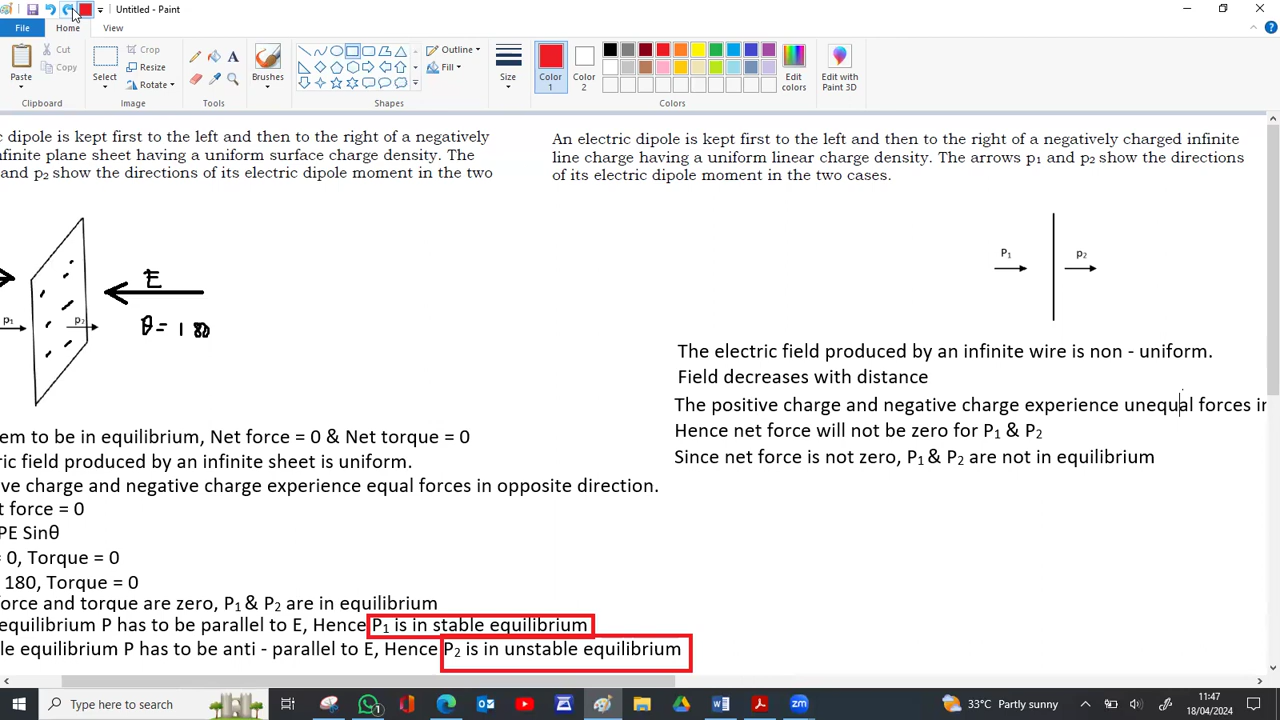 Untitled - Paint
File
Home
View
Paste
Cut
Copy
Clipboard
Select
Crop
Resize
Rotate
Image
Tools
Brushes
Shapes
Outline
Fill
Size
Color 1
Color 2
Colors
Edit colors
Edit with Paint 3D
c dipole is kept first to the left and then to the right of a negatively
nfinite plane sheet having a uniform surface charge density. The
and p2 show the directions of its electric dipole moment in the two
An electric dipole is kept first to the left and then to the right of a negatively charged infinite
line charge having a uniform linear charge density. The arrows p1 and p2 show the directions
of its electric dipole moment in the two cases.
E
p1
p2
θ = 180
P1
p2
The electric field produced by an infinite wire is non - uniform.
Field decreases with distance
The positive charge and negative charge experience unequal forces in
Hence net force will not be zero for P1 & P2
Since net force is not zero, P1 & P2 are not in equilibrium
em to be in equilibrium, Net force = 0 & Net torque = 0
ric field produced by an infinite sheet is uniform.
ve charge and negative charge experience equal forces in opposite direction.
t force = 0
PE Sinθ
= 0, Torque = 0
180, Torque = 0
force and torque are zero, P1 & P2 are in equilibrium
equilibrium P has to be parallel to E, Hence P1 is in stable equilibrium
le equilibrium P has to be anti - parallel to E, Hence P2 is in unstable equilibrium
Type here to search
33°C Partly sunny
11:47
18/04/2024